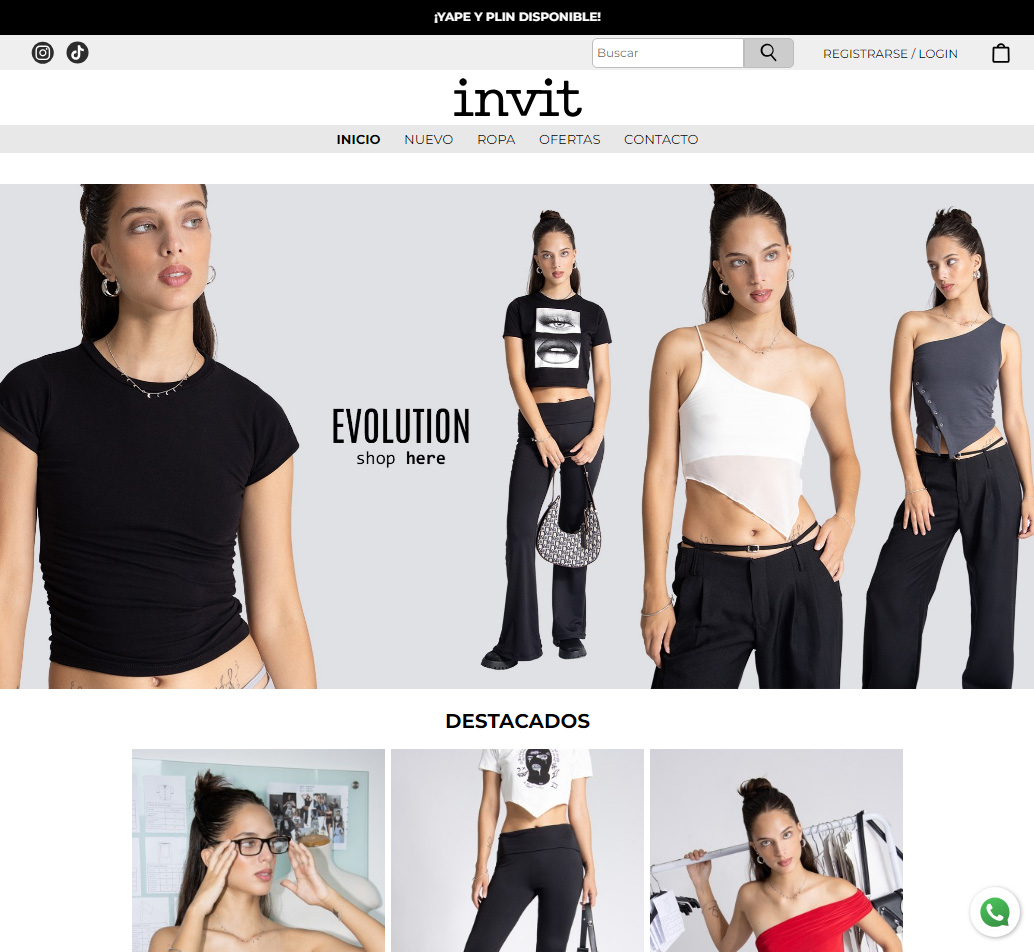 ¡YAPE Y PLIN DISPONIBLE!
Buscar
REGISTRARSE / LOGIN
invit
INICIO NUEVO ROPA OFERTAS CONTACTO
EVOLUTION
shop here
DESTACADOS